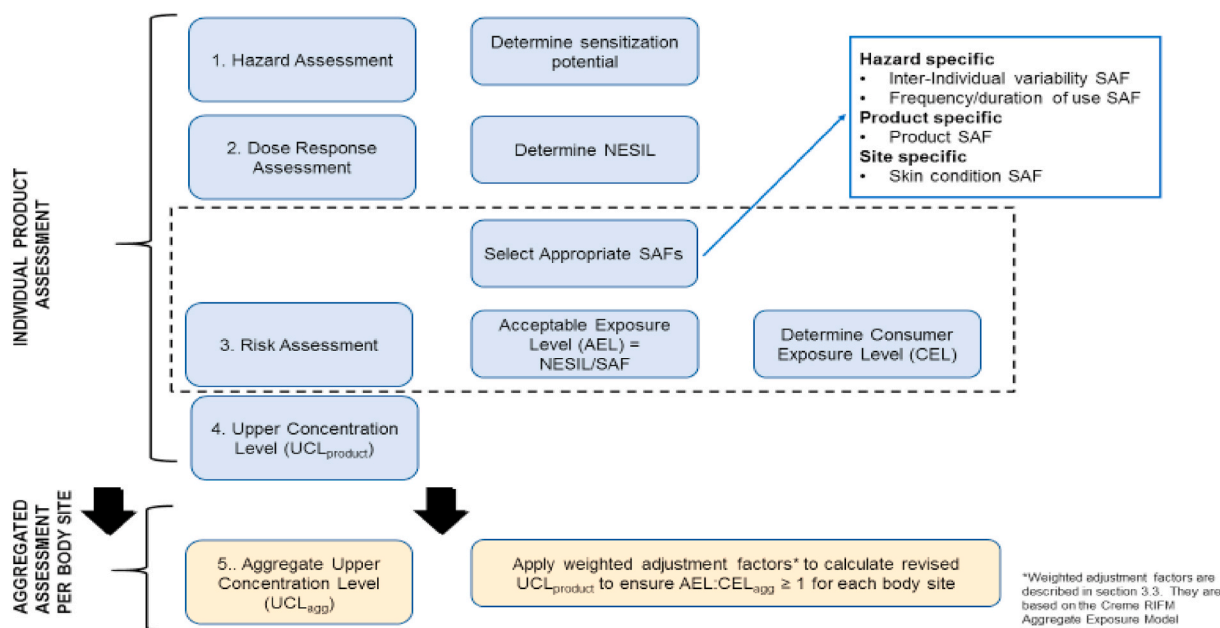 INDIVIDUAL PRODUCT
ASSESSMENT
1. Hazard Assessment
Determine sensitization
potential
Hazard specific
• Inter-Individual variability SAF
• Frequency/duration of use SAF
Product specific
• Product SAF
Site specific
• Skin condition SAF
2. Dose Response
Assessment
Determine NESIL
Select Appropriate SAFs
3. Risk Assessment
Acceptable Exposure
Level (AEL) =
NESIL/SAF
Determine Consumer
Exposure Level (CEL)
4. Upper Concentration
Level (UCLproduct)
AGGREGATED
ASSESSMENT
PER BODY SITE
5.. Aggregate Upper
Concentration Level
(UCLagg)
Apply weighted adjustment factors* to calculate revised
UCLproduct to ensure AEL:CELagg ≥ 1 for each body site
*Weighted adjustment factors are
described in section 3.3. They are
based on the Creme RIFM
Aggregate Exposure Model